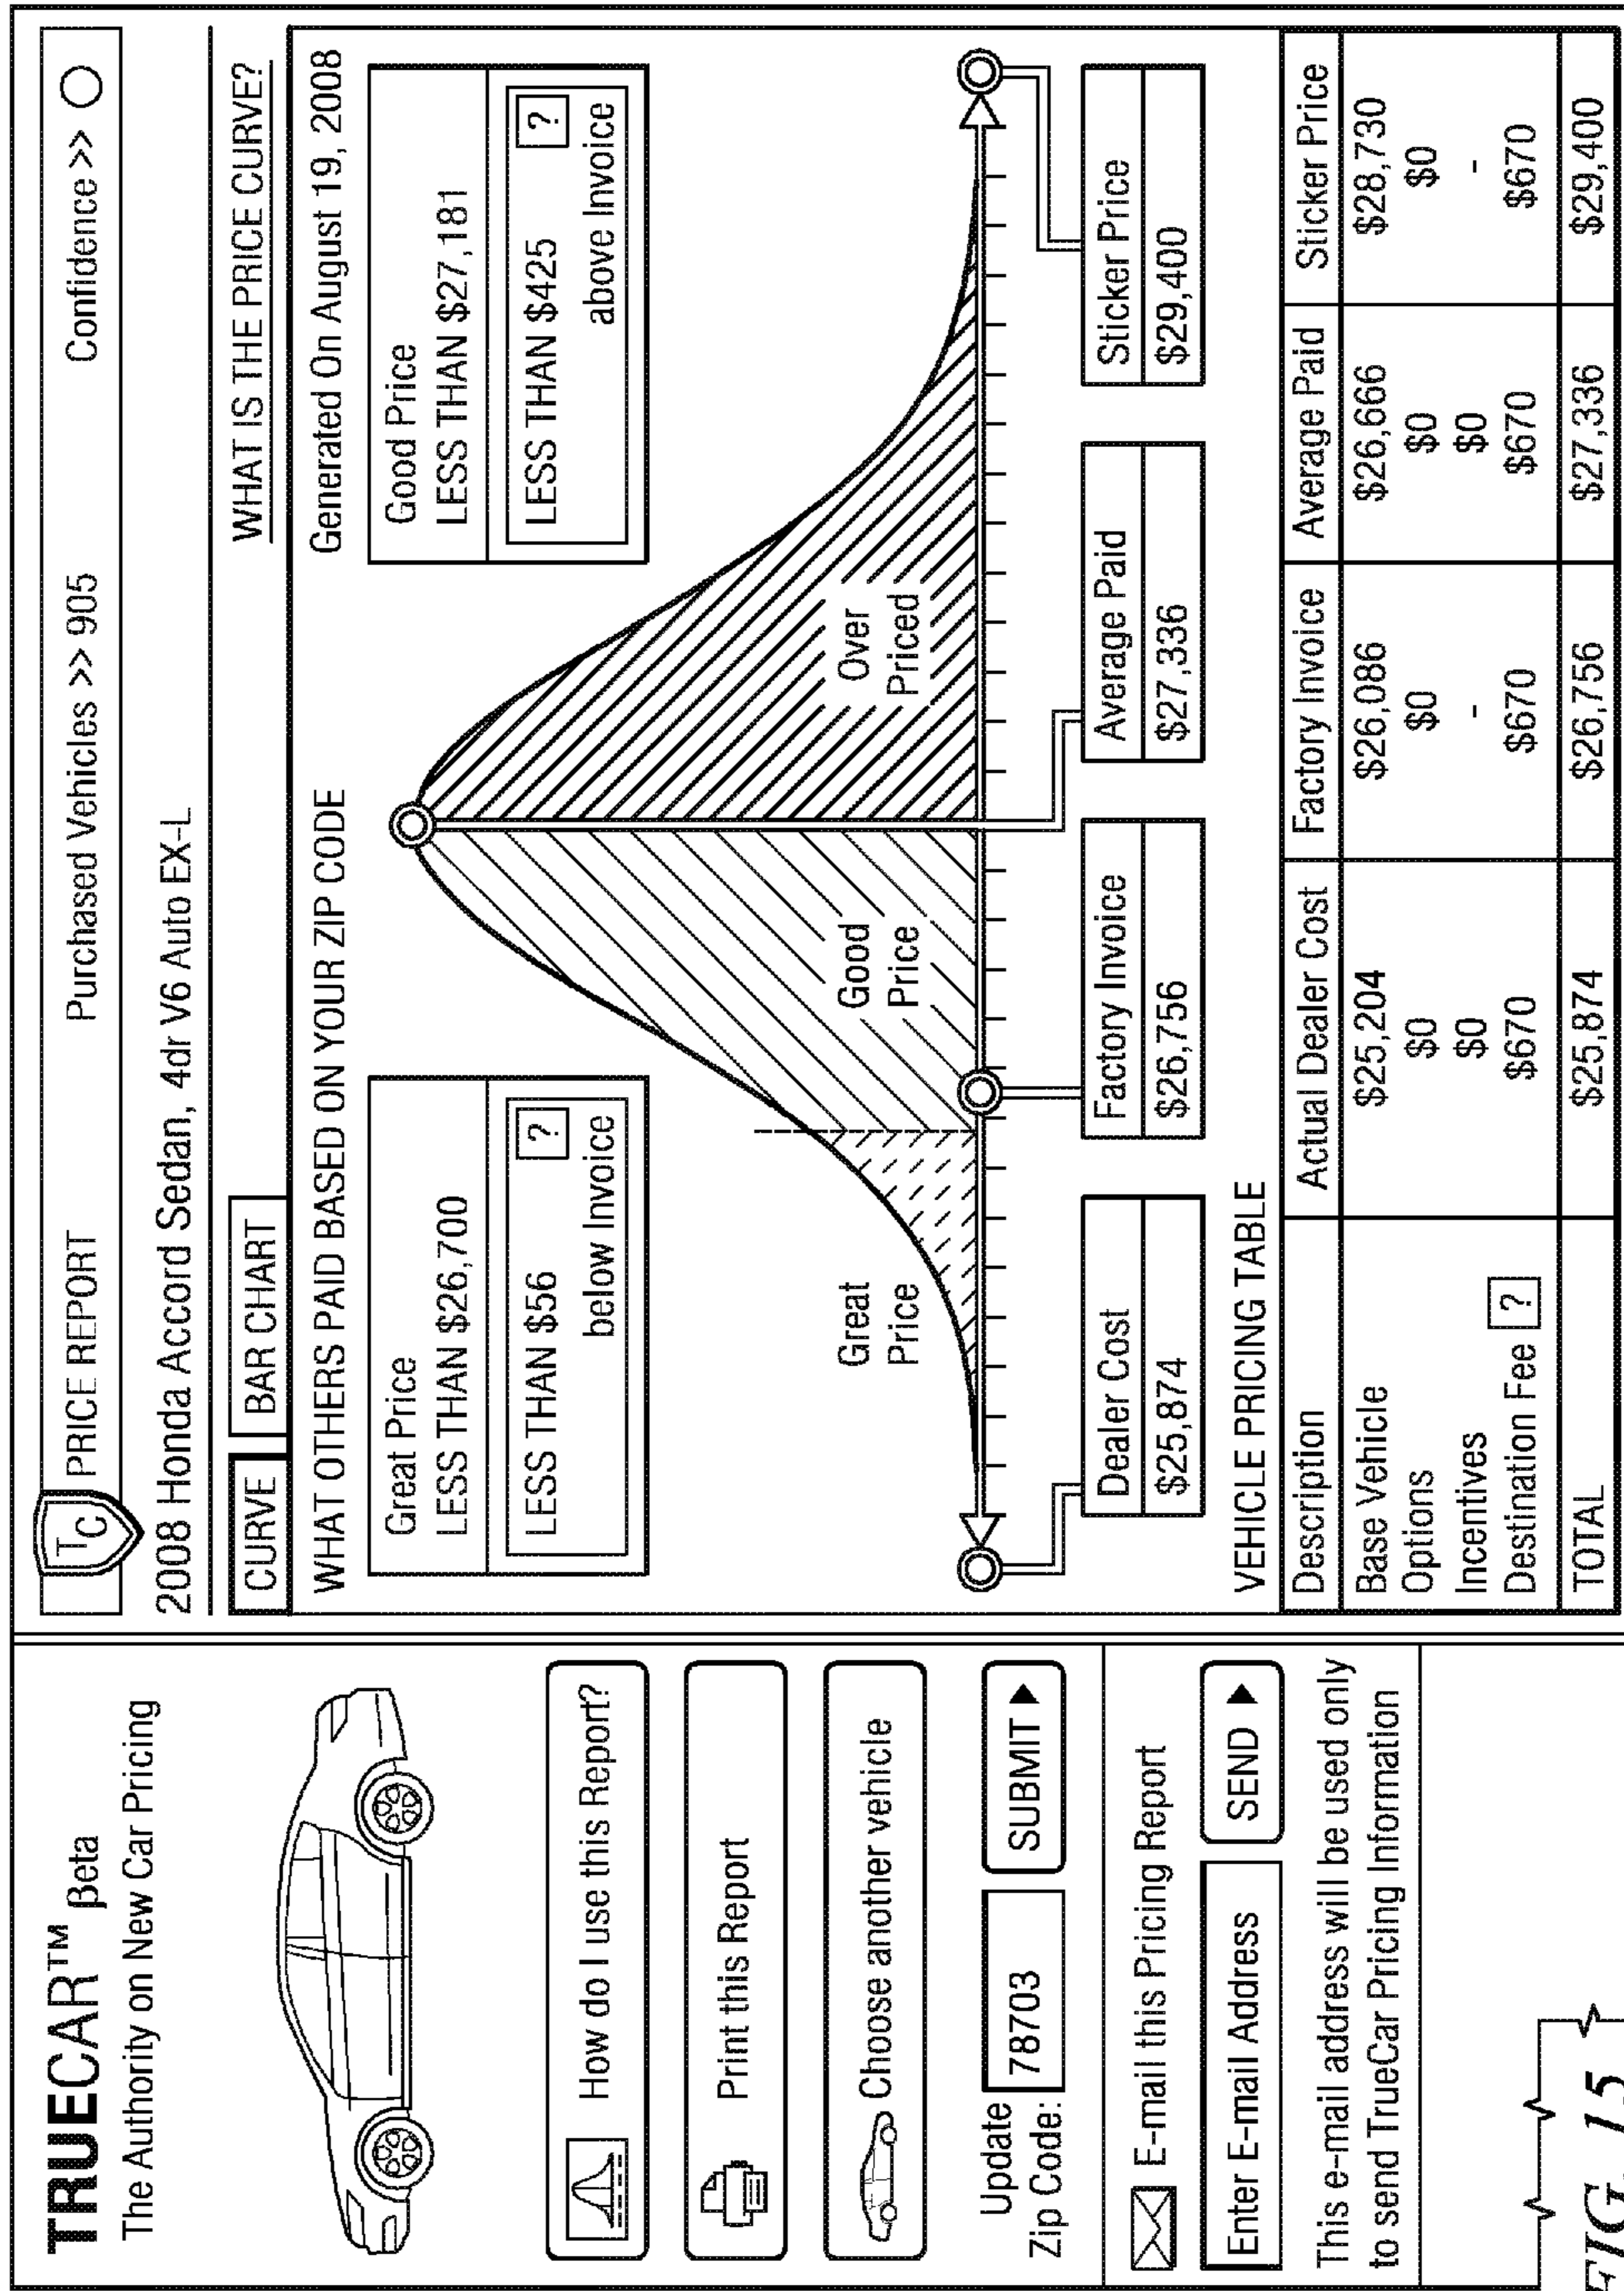 TRUECAR™ βeta
The Authority on New Car Pricing
How do I use this Report?
Print this Report
Choose another vehicle
Update
Zip Code:
78703
SUBMIT ▶
E-mail this Pricing Report
Enter E-mail Address
SEND ▶
This e-mail address will be used only
to send TrueCar Pricing Information
TC PRICE REPORT Purchased Vehicles >> 905 Confidence >>
2008 Honda Accord Sedan, 4dr V6 Auto EX-L
CURVE BAR CHART WHAT IS THE PRICE CURVE?
WHAT OTHERS PAID BASED ON YOUR ZIP CODE Generated On August 19, 2008
Great Price
LESS THAN $26,700
LESS THAN $56 ?
below Invoice
Good Price
LESS THAN $27,181
LESS THAN $425 ?
above Invoice
Great
Price
Good
Price
Over
Priced
Dealer Cost
$25,874
Factory Invoice
$26,756
Average Paid
$27,336
Sticker Price
$29,400
VEHICLE PRICING TABLE
Description Actual Dealer Cost Factory Invoice Average Paid Sticker Price
Base Vehicle $25,204 $26,086 $26,666 $28,730
Options $0 $0 $0 $0
Incentives $0 - $0 -
Destination Fee ? $670 $670 $670 $670
TOTAL $25,874 $26,756 $27,336 $29,400
FIG. 15